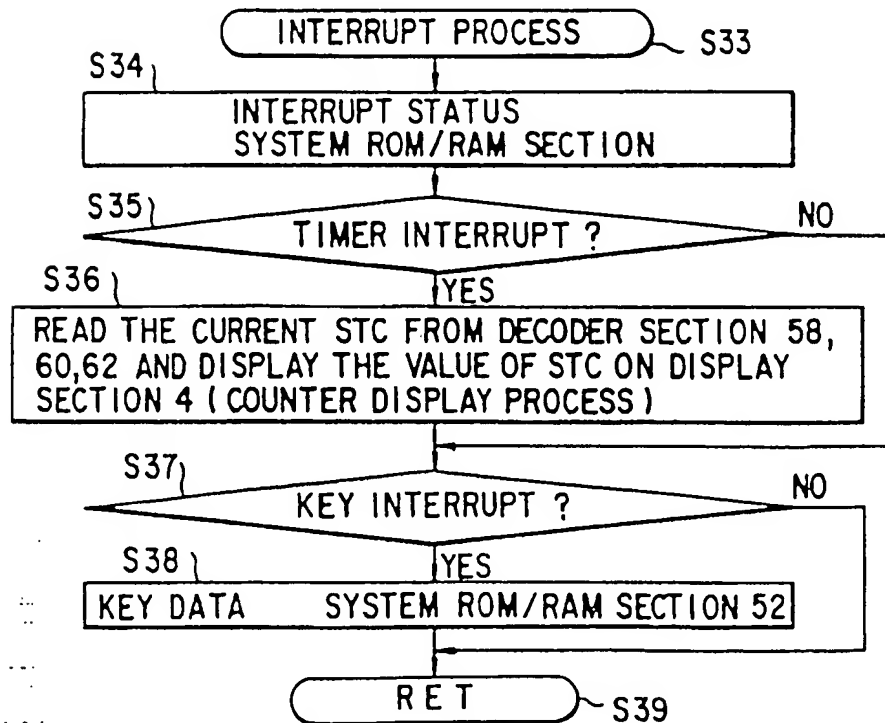 INTERRUPT PROCESS
S33
S34
INTERRUPT STATUS
SYSTEM ROM/RAM SECTION
S35
TIMER INTERRUPT ?
NO
S36
YES
READ THE CURRENT STC FROM DECODER SECTION 58,
60,62 AND DISPLAY THE VALUE OF STC ON DISPLAY
SECTION 4 ( COUNTER DISPLAY PROCESS )
S37
KEY INTERRUPT ?
NO
S38
YES
KEY DATA SYSTEM ROM/RAM SECTION 52
RET
S39